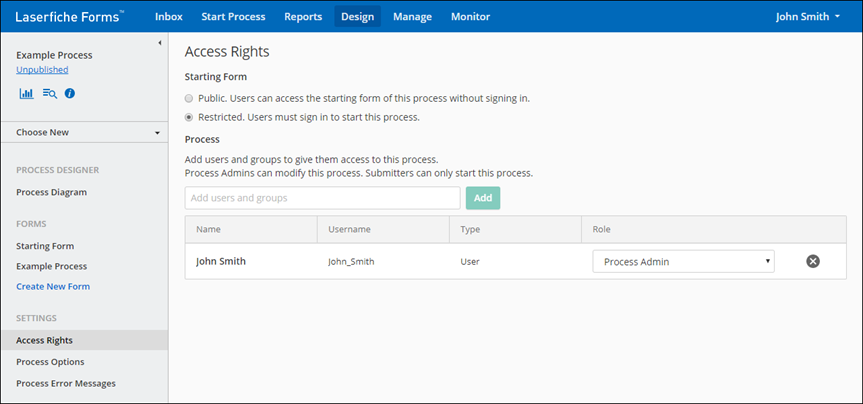 Laserfiche Forms™ Inbox Start Process Reports Design Manage Monitor John Smith
Example Process
Unpublished
Choose New
PROCESS DESIGNER
Process Diagram
FORMS
Starting Form
Example Process
Create New Form
SETTINGS
Access Rights
Process Options
Process Error Messages
Access Rights
Starting Form
Public. Users can access the starting form of this process without signing in.
Restricted. Users must sign in to start this process.
Process
Add users and groups to give them access to this process.
Process Admins can modify this process. Submitters can only start this process.
Add users and groups Add
Name Username Type Role
John Smith John_Smith User Process Admin